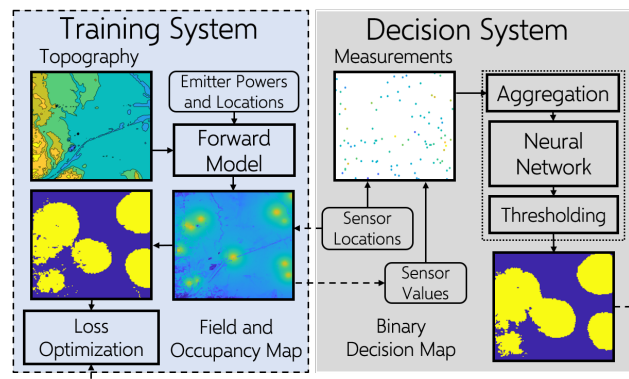 Training System
Topography
Emitter Powers
and Locations
Forward
Model
Loss
Optimization
Field and
Occupancy Map
Decision System
Measurements
Aggregation
Neural
Network
Thresholding
Sensor
Locations
Sensor
Values
Binary
Decision Map